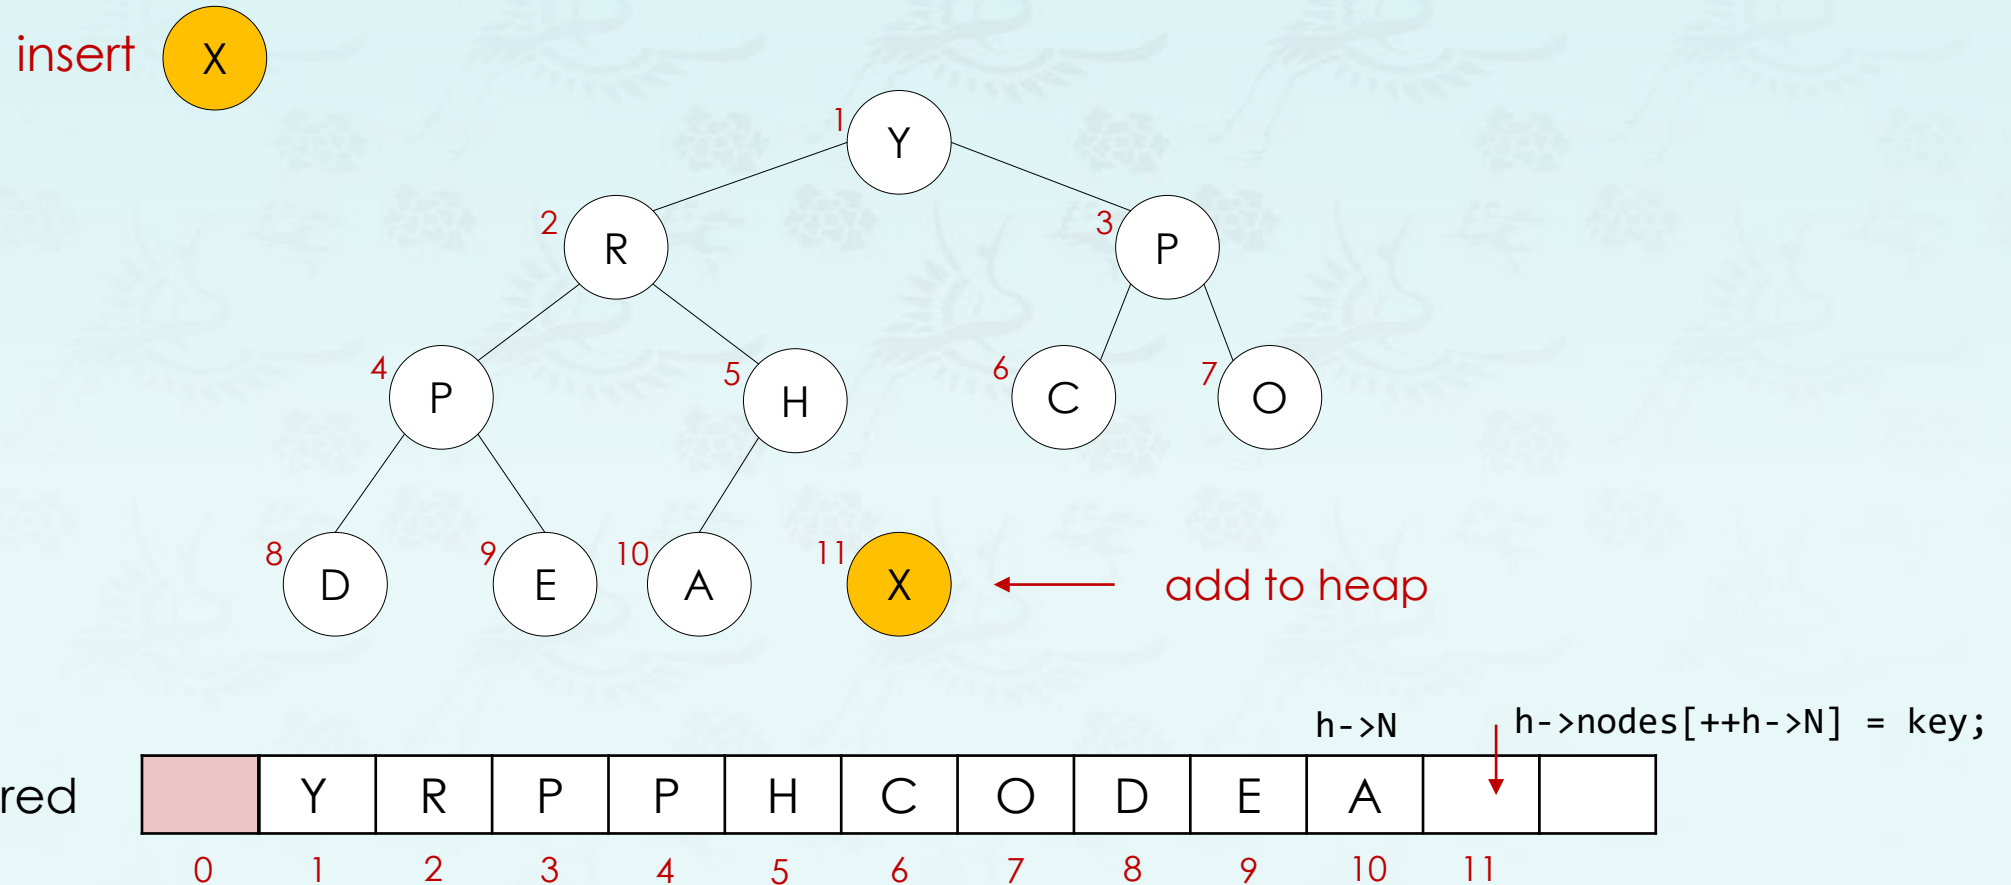 insert X
1 Y
2 R 3 P
4 P 5 H 6 C 7 O
8 D 9 E 10 A 11 X add to heap
h->N h->nodes[++h->N] = key;
red Y R P P H C O D E A
0 1 2 3 4 5 6 7 8 9 10 11